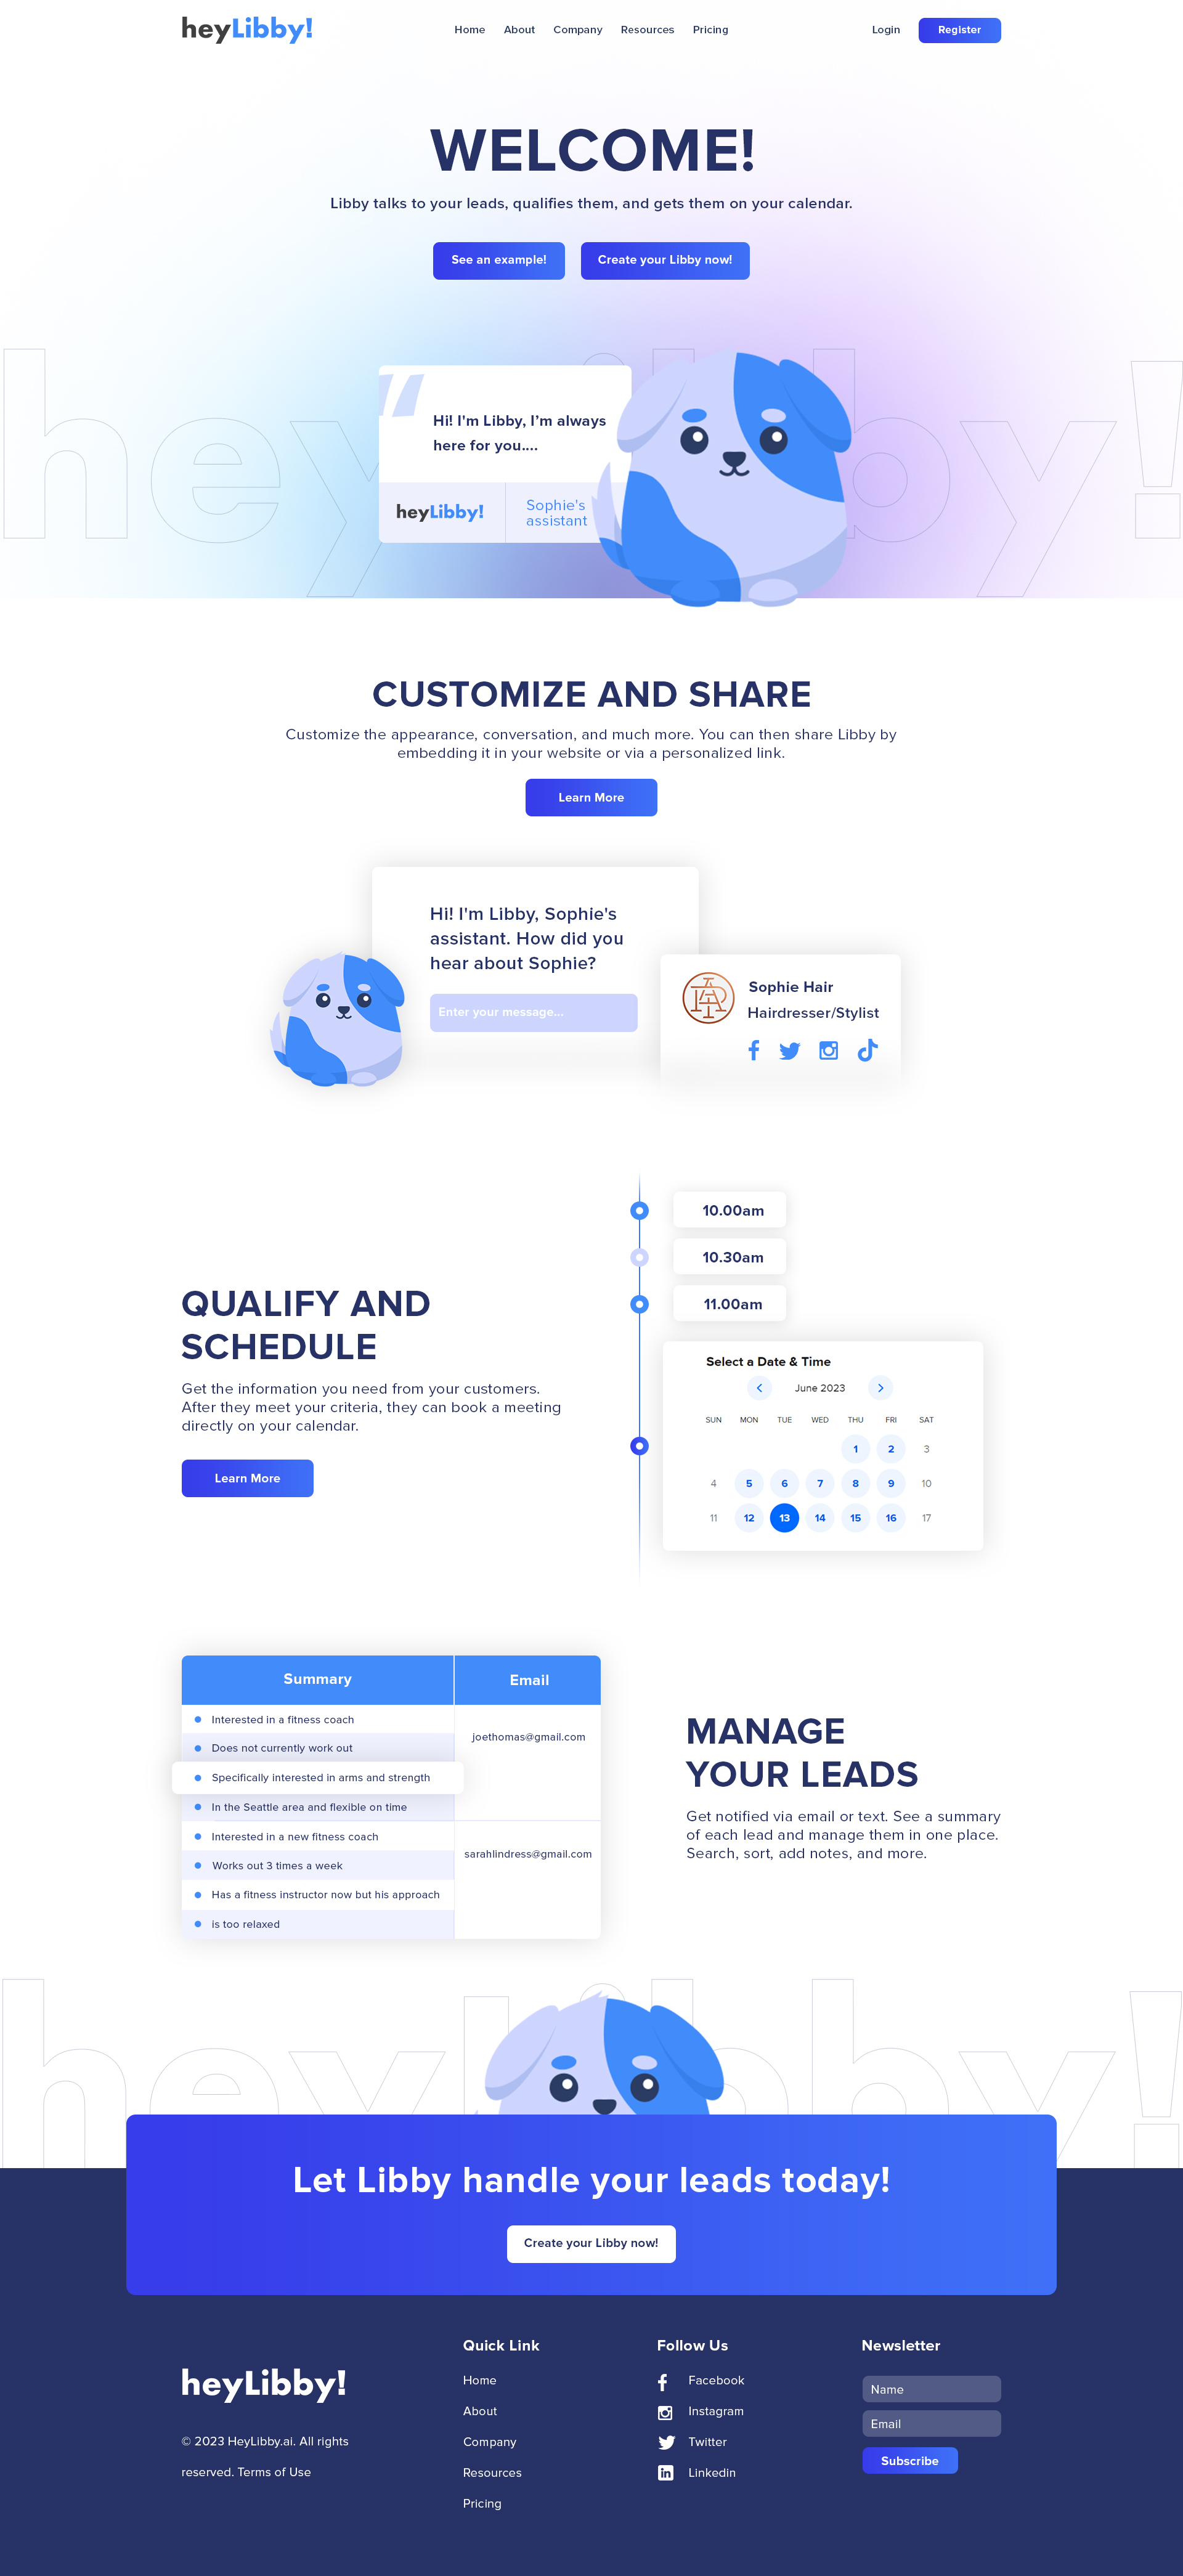 heyLibby!
Home About Company Resources Pricing
Login Register
WELCOME!
Libby talks to your leads, qualifies them, and gets them on your calendar.
See an example! Create your Libby now!
heyLibby!
Hi! I'm Libby, I’m always
here for you....
heyLibby!
Sophie's
assistant
CUSTOMIZE AND SHARE
Customize the appearance, conversation, and much more. You can then share Libby by
embedding it in your website or via a personalized link.
Learn More
Hi! I'm Libby, Sophie's
assistant. How did you
hear about Sophie?
Enter your message...
Sophie Hair
Hairdresser/Stylist
QUALIFY AND
SCHEDULE
Get the information you need from your customers.
After they meet your criteria, they can book a meeting
directly on your calendar.
Learn More
10.00am
10.30am
11.00am
Select a Date & Time
June 2023
SUN MON TUE WED THU FRI SAT
1 2 3
4 5 6 7 8 9 10
11 12 13 14 15 16 17
Summary Email
Interested in a fitness coach
joethomas@gmail.com
Does not currently work out
Specifically interested in arms and strength
In the Seattle area and flexible on time
Interested in a new fitness coach
sarahlindress@gmail.com
Works out 3 times a week
Has a fitness instructor now but his approach
is too relaxed
MANAGE
YOUR LEADS
Get notified via email or text. See a summary
of each lead and manage them in one place.
Search, sort, add notes, and more.
heyLibby!
Let Libby handle your leads today!
Create your Libby now!
heyLibby!
© 2023 HeyLibby.ai. All rights
reserved. Terms of Use
Quick Link
Home
About
Company
Resources
Pricing
Follow Us
Facebook
Instagram
Twitter
Linkedin
Newsletter
Name
Email
Subscribe